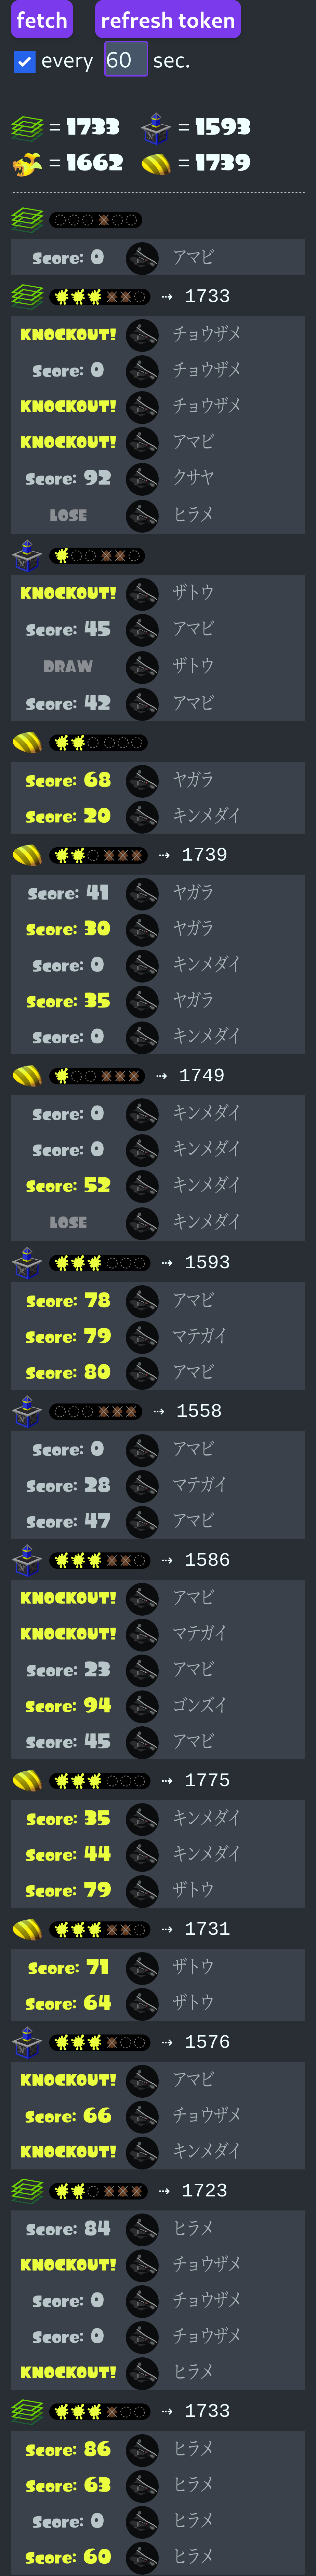 fetch refresh token
every 60 sec.
= 1733 = 1593
= 1662 = 1739
Score: 0 アマビ
⇢ 1733
KNOCKOUT! チョウザメ
Score: 0 チョウザメ
KNOCKOUT! チョウザメ
KNOCKOUT! アマビ
Score: 92 クサヤ
LOSE ヒラメ
KNOCKOUT! ザトウ
Score: 45 アマビ
DRAW ザトウ
Score: 42 アマビ
Score: 68 ヤガラ
Score: 20 キンメダイ
⇢ 1739
Score: 41 ヤガラ
Score: 30 ヤガラ
Score: 0 キンメダイ
Score: 35 ヤガラ
Score: 0 キンメダイ
⇢ 1749
Score: 0 キンメダイ
Score: 0 キンメダイ
Score: 52 キンメダイ
LOSE キンメダイ
⇢ 1593
Score: 78 アマビ
Score: 79 マテガイ
Score: 80 アマビ
⇢ 1558
Score: 0 アマビ
Score: 28 マテガイ
Score: 47 アマビ
⇢ 1586
KNOCKOUT! アマビ
KNOCKOUT! マテガイ
Score: 23 アマビ
Score: 94 ゴンズイ
Score: 45 アマビ
⇢ 1775
Score: 35 キンメダイ
Score: 44 キンメダイ
Score: 79 ザトウ
⇢ 1731
Score: 71 ザトウ
Score: 64 ザトウ
⇢ 1576
KNOCKOUT! アマビ
Score: 66 チョウザメ
KNOCKOUT! キンメダイ
⇢ 1723
Score: 84 ヒラメ
KNOCKOUT! チョウザメ
Score: 0 チョウザメ
Score: 0 チョウザメ
KNOCKOUT! ヒラメ
⇢ 1733
Score: 86 ヒラメ
Score: 63 ヒラメ
Score: 0 ヒラメ
Score: 60 ヒラメ